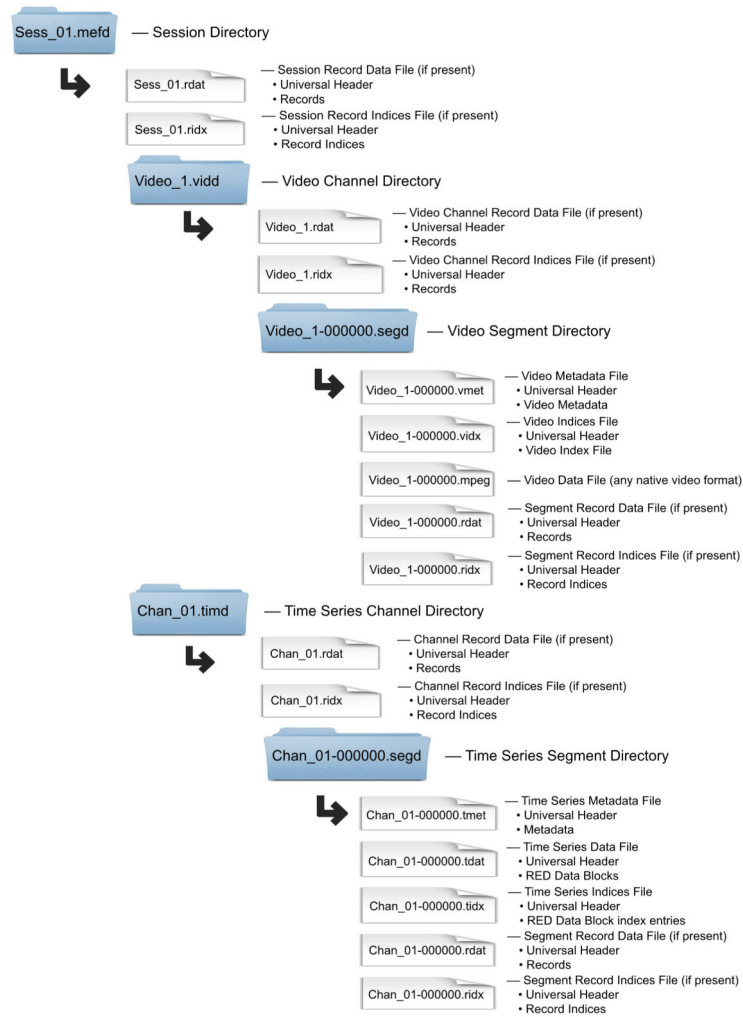 Sess_01.mefd — Session Directory
Sess_01.rdat — Session Record Data File (if present)
• Universal Header
• Records
Sess_01.ridx — Session Record Indices File (if present)
• Universal Header
• Record Indices
Video_1.vidd — Video Channel Directory
Video_1.rdat — Video Channel Record Data File (if present)
• Universal Header
• Records
Video_1.ridx — Video Channel Record Indices File (if present)
• Universal Header
• Records
Video_1-000000.segd — Video Segment Directory
Video_1-000000.vmet — Video Metadata File
• Universal Header
• Video Metadata
Video_1-000000.vidx — Video Indices File
• Universal Header
• Video Index File
Video_1-000000.mpeg — Video Data File (any native video format)
Video_1-000000.rdat — Segment Record Data File (if present)
• Universal Header
• Records
Video_1-000000.ridx — Segment Record Indices File (if present)
• Universal Header
• Record Indices
Chan_01.timd — Time Series Channel Directory
Chan_01.rdat — Channel Record Data File (if present)
• Universal Header
• Records
Chan_01.ridx — Channel Record Indices File (if present)
• Universal Header
• Record Indices
Chan_01-000000.segd — Time Series Segment Directory
Chan_01-000000.tmet — Time Series Metadata File
• Universal Header
• Metadata
Chan_01-000000.tdat — Time Series Data File
• Universal Header
• RED Data Blocks
Chan_01-000000.tidx — Time Series Indices File
• Universal Header
• RED Data Block index entries
Chan_01-000000.rdat — Segment Record Data File (if present)
• Universal Header
• Records
Chan_01-000000.ridx — Segment Record Indices File (if present)
• Universal Header
• Record Indices